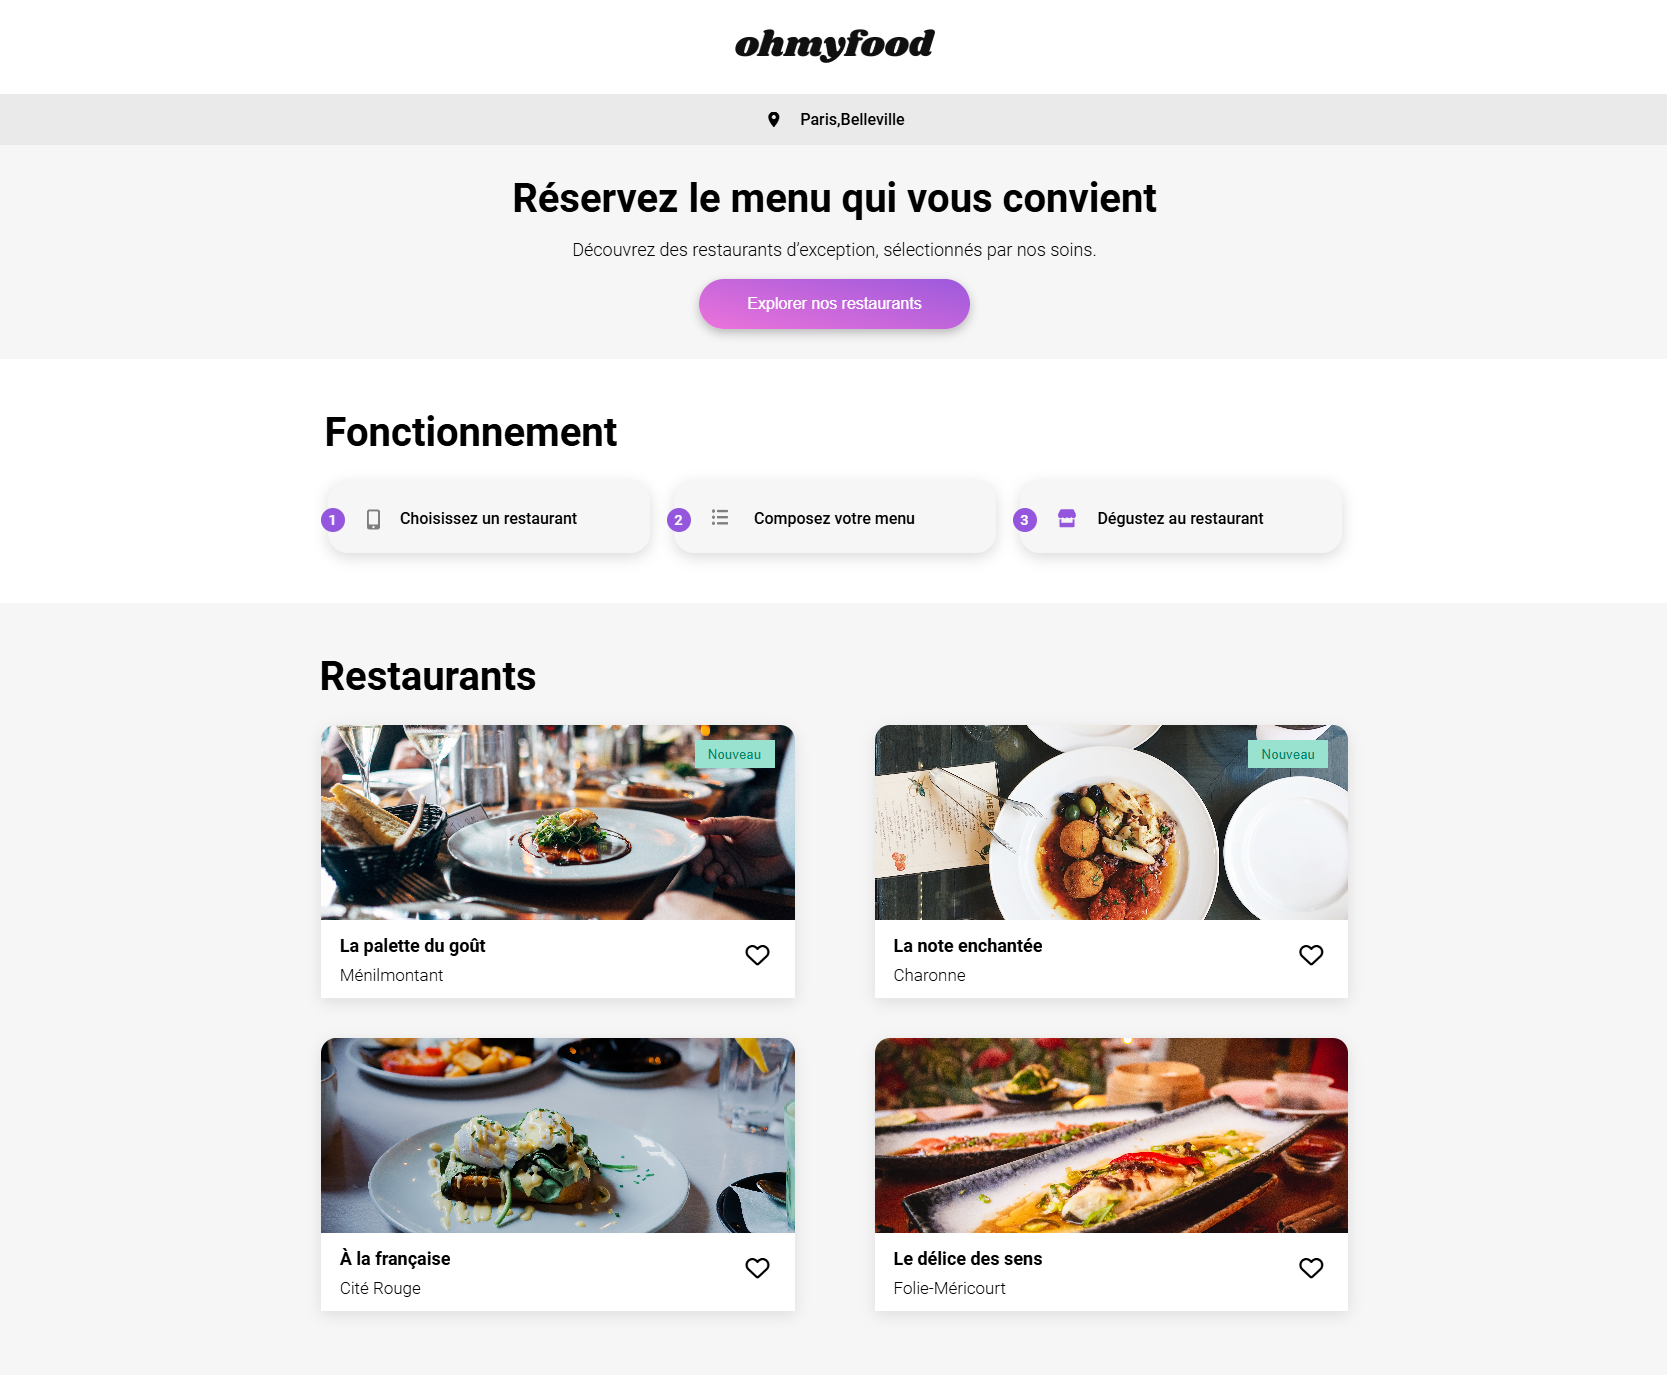 ohmyfood
Paris,Belleville
Réservez le menu qui vous convient
Découvrez des restaurants d’exception, sélectionnés par nos soins.
Explorer nos restaurants
Fonctionnement
1 Choisissez un restaurant
2 Composez votre menu
3 Dégustez au restaurant
Restaurants
Nouveau
La palette du goût
Ménilmontant
Nouveau
La note enchantée
Charonne
À la française
Cité Rouge
Le délice des sens
Folie-Méricourt